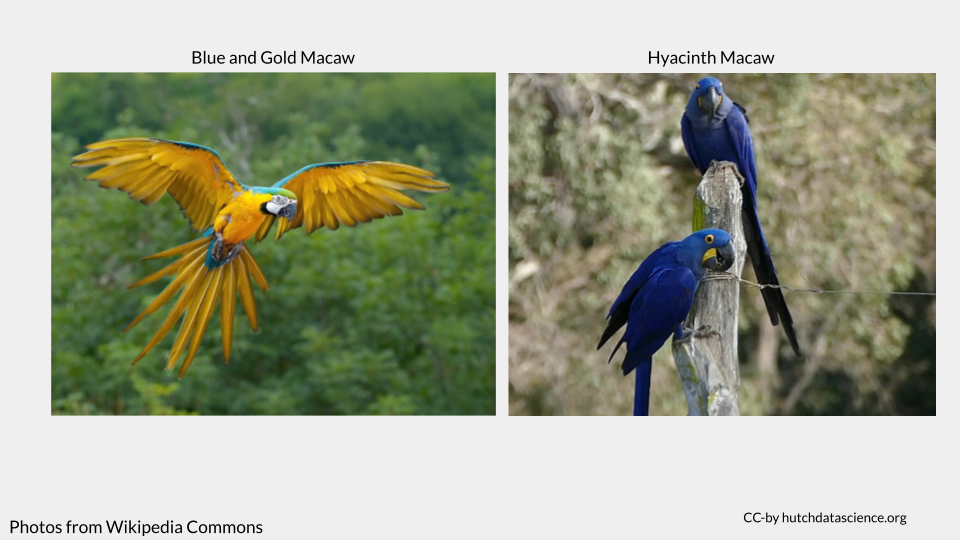 Blue and Gold Macaw
Hyacinth Macaw
Photos from Wikipedia Commons
CC-by hutchdatascience.org